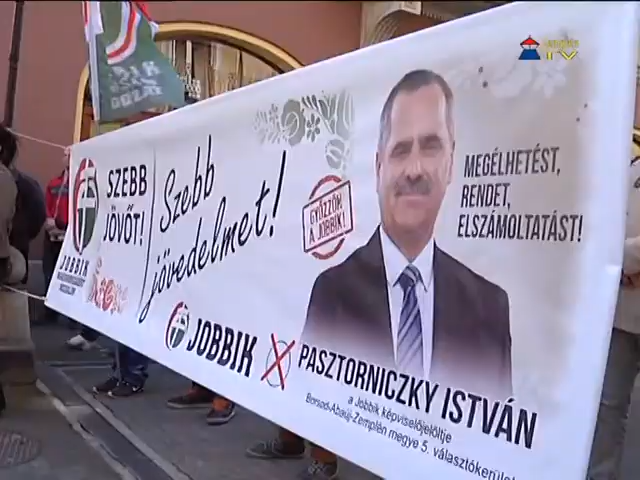 TV
SZEBB
JÖVŐT!
JOBBIK
Szebb
jövedelmet!
GYŐZZÖN
A JOBBIK!
MEGÉLHETÉST,
RENDET,
ELSZÁMOLTATÁST!
JOBBIK
PASZTORNICZKY ISTVÁN
a Jobbik képviselőjelöltje
Borsod-Abaúj-Zemplén megye 5. választókerület